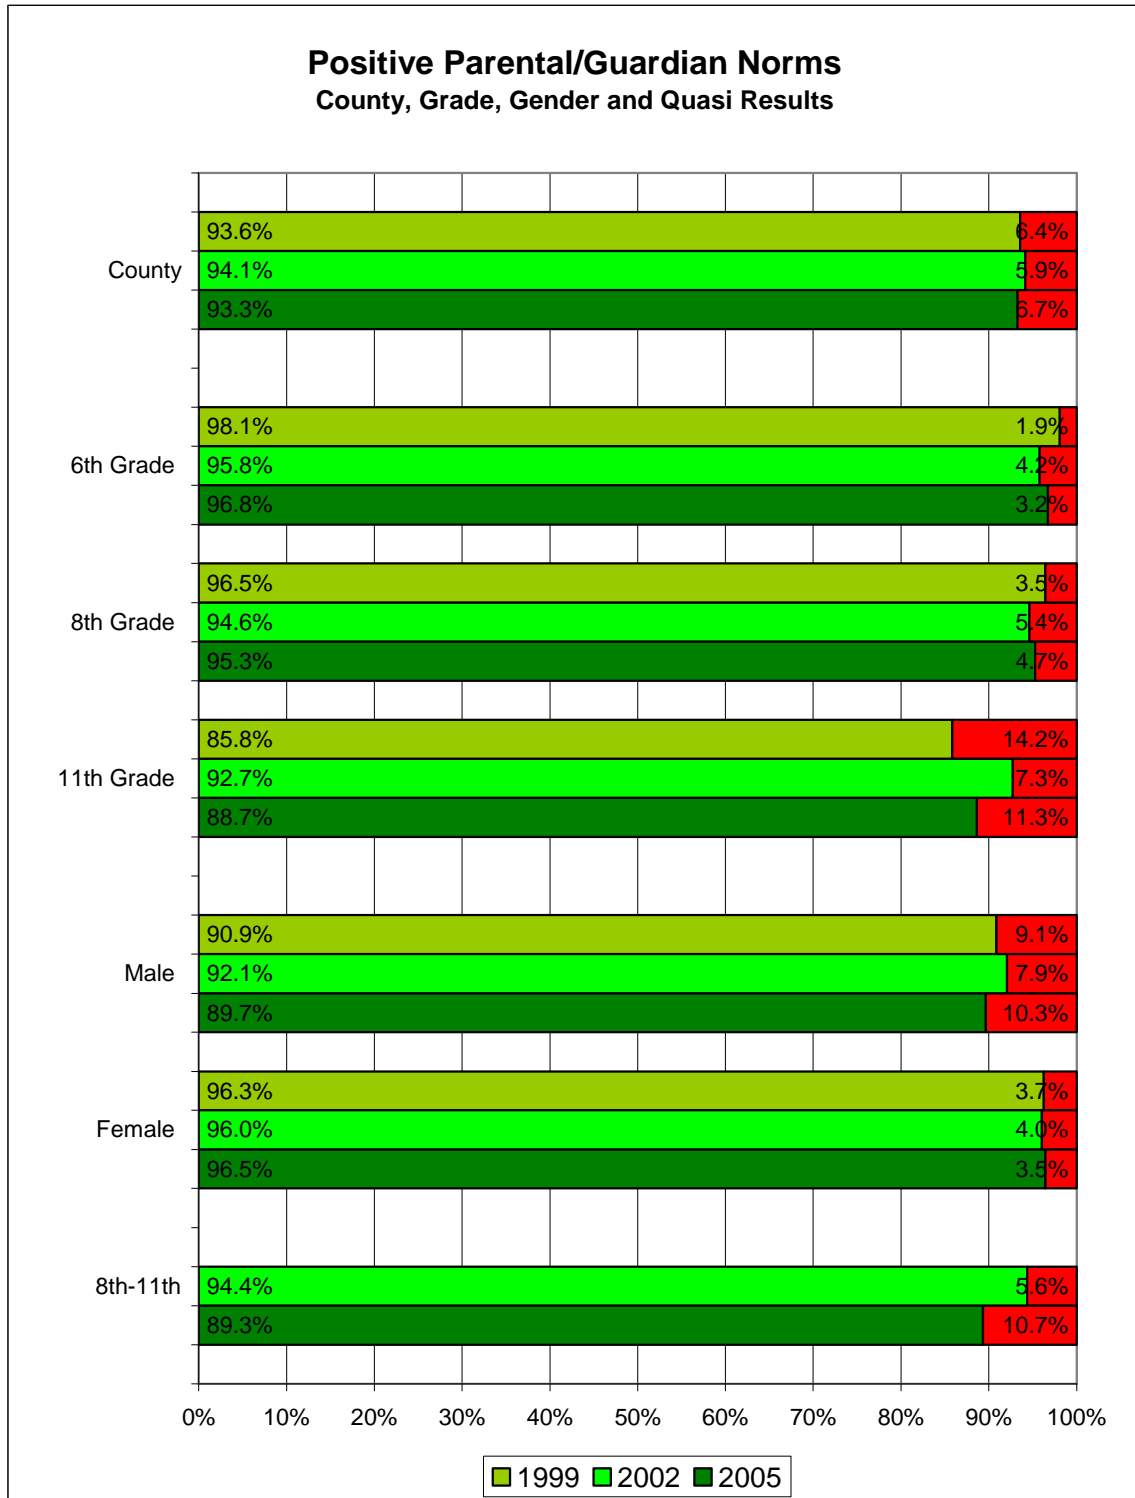 Positive Parental/Guardian Norms
County, Grade, Gender and Quasi Results
93.6% 6.4%
County 94.1% 5.9%
93.3% 6.7%
98.1% 1.9%
6th Grade 95.8% 4.2%
96.8% 3.2%
96.5% 3.5%
8th Grade 94.6% 5.4%
95.3% 4.7%
85.8% 14.2%
11th Grade 92.7% 7.3%
88.7% 11.3%
90.9% 9.1%
Male 92.1% 7.9%
89.7% 10.3%
96.3% 3.7%
Female 96.0% 4.0%
96.5% 3.5%
8th-11th 94.4% 5.6%
89.3% 10.7%
0% 10% 20% 30% 40% 50% 60% 70% 80% 90% 100%
1999 2002 2005